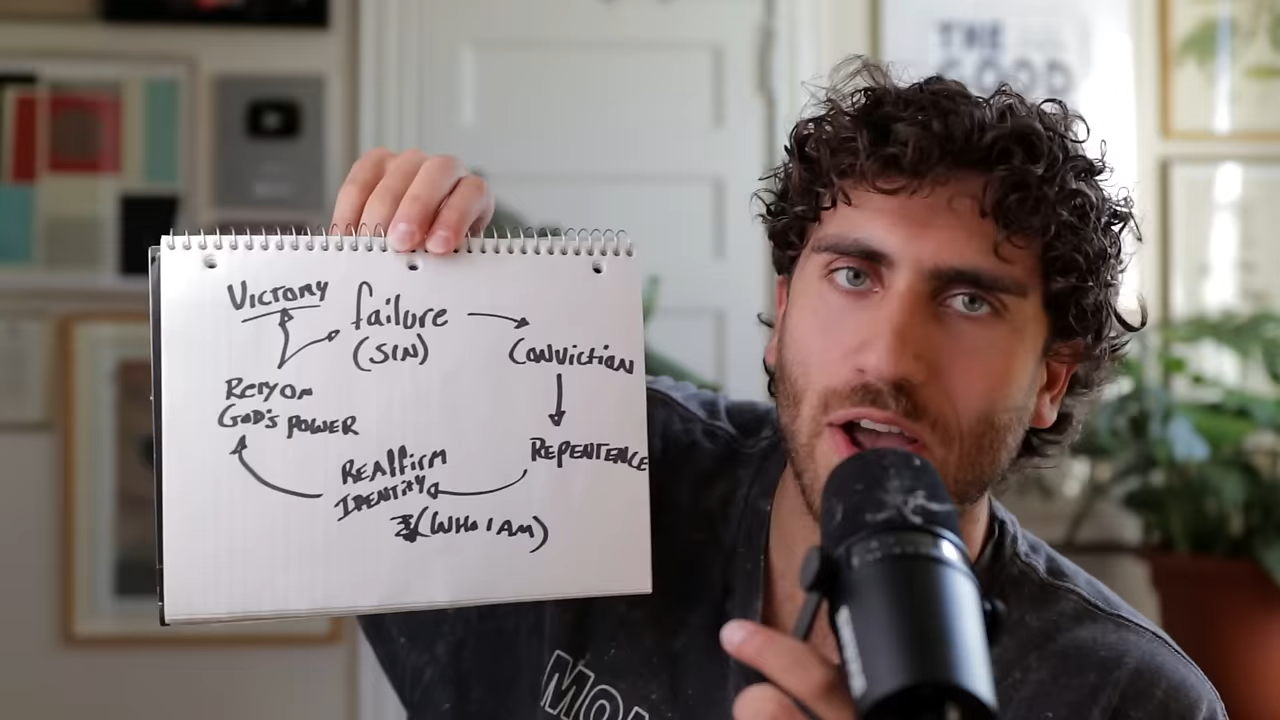 THE
GOOD
VICTORY
failure
(SIN)
CONVICTION
RELY ON
GOD'S POWER
REPENTENCE
REAffIRM
IDENTITY
(WHO I AM)